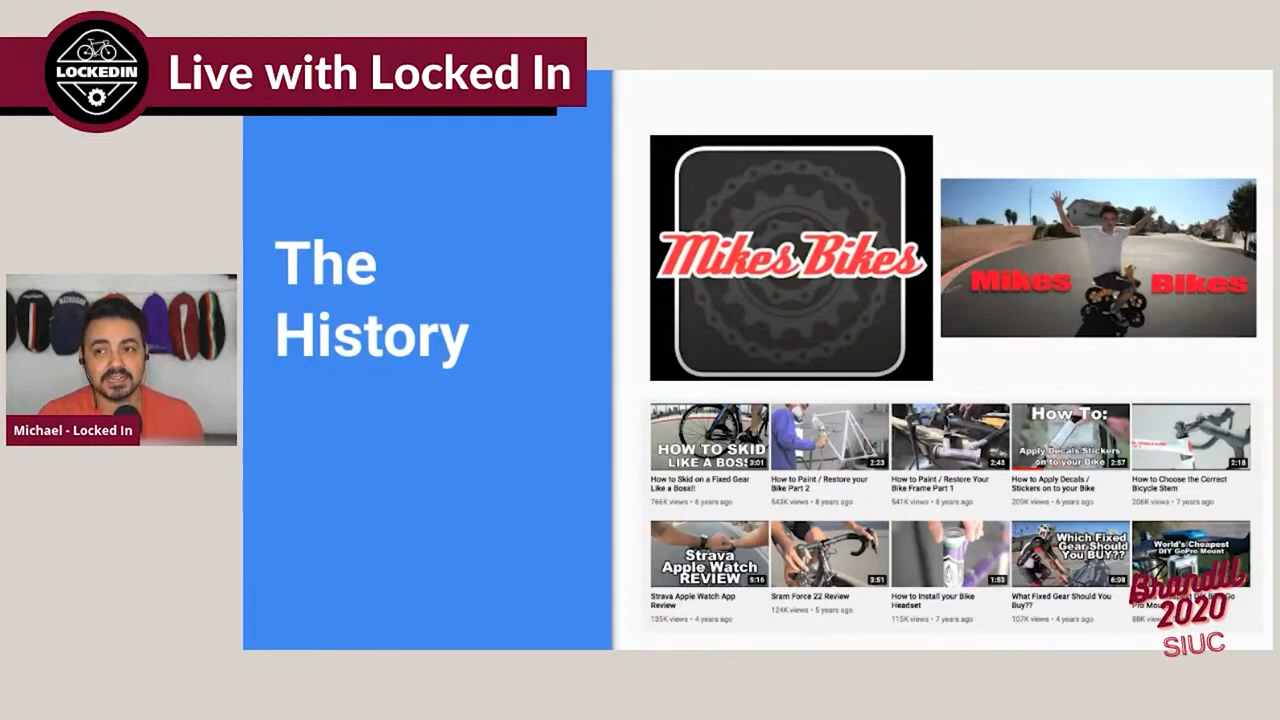 LOCKEDIN
Live with Locked In
The
History
Michael - Locked In
Mikes Bikes
Mikes Bikes
HOW TO SKID
LIKE A BOSS
3:01
How to Skid on a Fixed Gear
Like a Boss!!
766K views • 6 years ago
2:23
How to Paint / Restore your
Bike Part 2
543K views • 8 years ago
2:45
How to Paint / Restore Your
Bike Frame Part 1
541K views • 8 years ago
How To:
Apply Decals Stickers
on to your Bike
2:57
How to Apply Decals /
Stickers on to your Bike
209K views • 6 years ago
2:18
How to Choose the Correct
Bicycle Stem
206K views • 7 years ago
Strava
Apple Watch
REVIEW
5:16
Strava Apple Watch App
Review
135K views • 4 years ago
3:51
Sram Force 22 Review
124K views • 5 years ago
1:53
How to Install your Bike
Headset
115K views • 7 years ago
Which Fixed
Gear Should
You BUY??
6:08
What Fixed Gear Should You
Buy??
107K views • 4 years ago
World's Cheapest
DIY GoPro Mount
88K
BrandIL
2020
SIUC